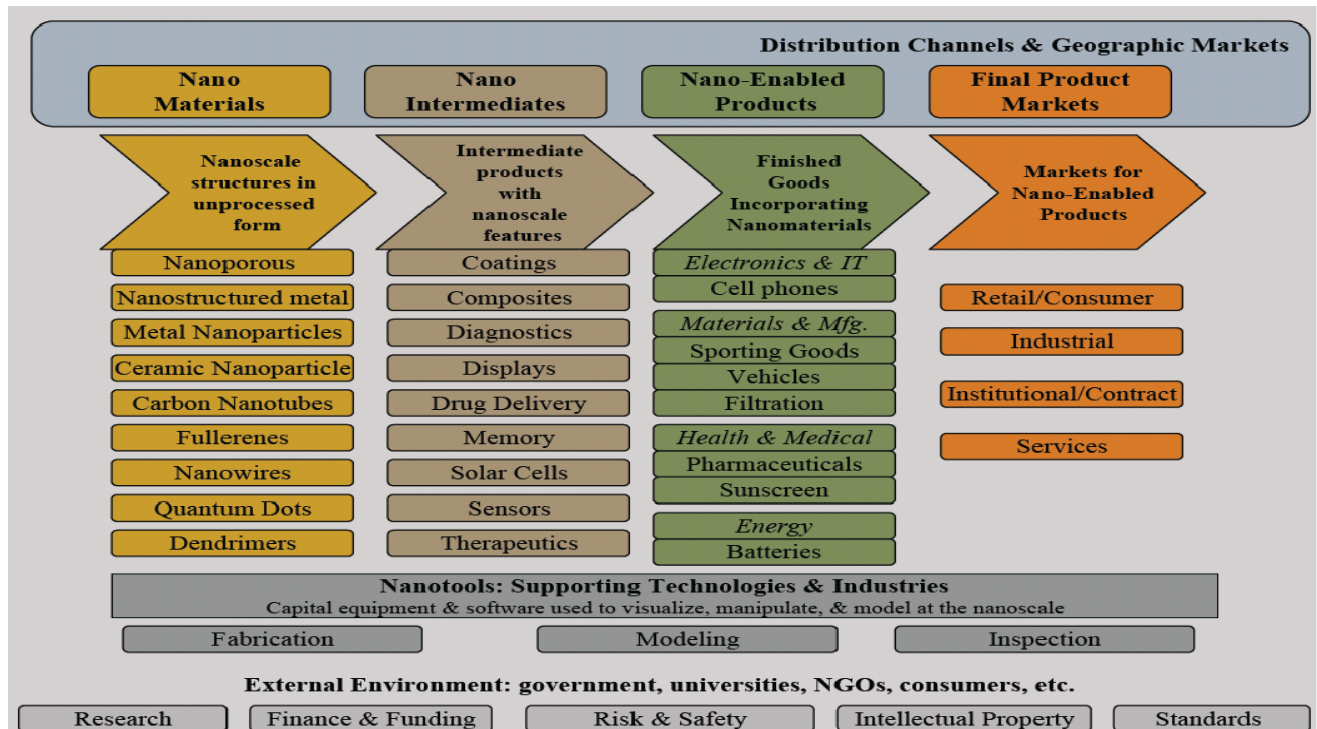 Distribution Channels & Geographic Markets
Nano
Materials
Nano
Intermediates
Nano-Enabled
Products
Final Product
Markets
Nanoscale
structures in
unprocessed
form
Intermediate
products
with
nanoscale
features
Finished
Goods
Incorporating
Nanomaterials
Markets for
Nano-Enabled
Products
Nanoporous
Nanostructured metal
Metal Nanoparticles
Ceramic Nanoparticle
Carbon Nanotubes
Fullerenes
Nanowires
Quantum Dots
Dendrimers
Coatings
Composites
Diagnostics
Displays
Drug Delivery
Memory
Solar Cells
Sensors
Therapeutics
Electronics & IT
Cell phones
Materials & Mfg.
Sporting Goods
Vehicles
Filtration
Health & Medical
Pharmaceuticals
Sunscreen
Energy
Batteries
Retail/Consumer
Industrial
Institutional/Contract
Services
Nanotools: Supporting Technologies & Industries
Capital equipment & software used to visualize, manipulate, & model at the nanoscale
Fabrication
Modeling
Inspection
External Environment: government, universities, NGOs, consumers, etc.
Research
Finance & Funding
Risk & Safety
Intellectual Property
Standards